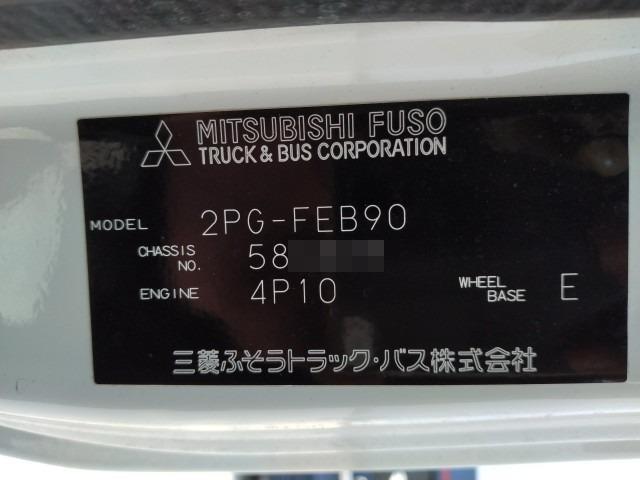 MITSUBISHI FUSO
TRUCK & BUS CORPORATION
MODEL 2PG-FEB90
CHASSIS NO. 58
ENGINE 4P10 WHEEL BASE E
三菱ふそうトラック・バス株式会社